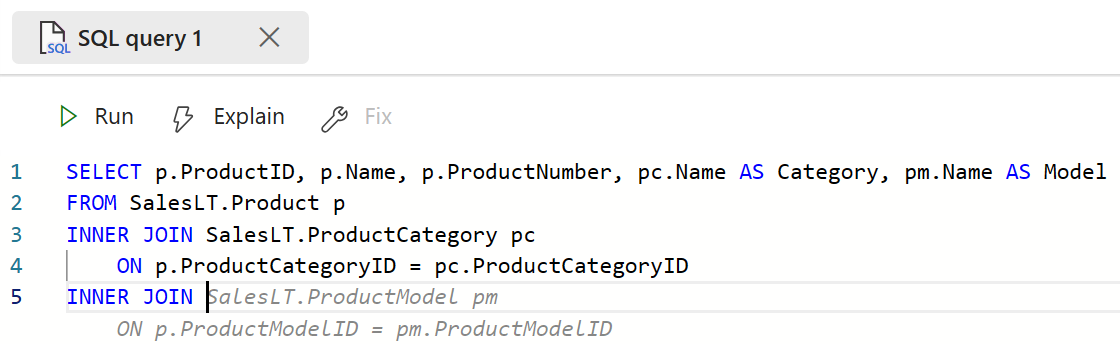 SQL SQL query 1
Run Explain Fix
1 SELECT p.ProductID, p.Name, p.ProductNumber, pc.Name AS Category, pm.Name AS Model
2 FROM SalesLT.Product p
3 INNER JOIN SalesLT.ProductCategory pc
4 ON p.ProductCategoryID = pc.ProductCategoryID
5 INNER JOIN SalesLT.ProductModel pm
ON p.ProductModelID = pm.ProductModelID